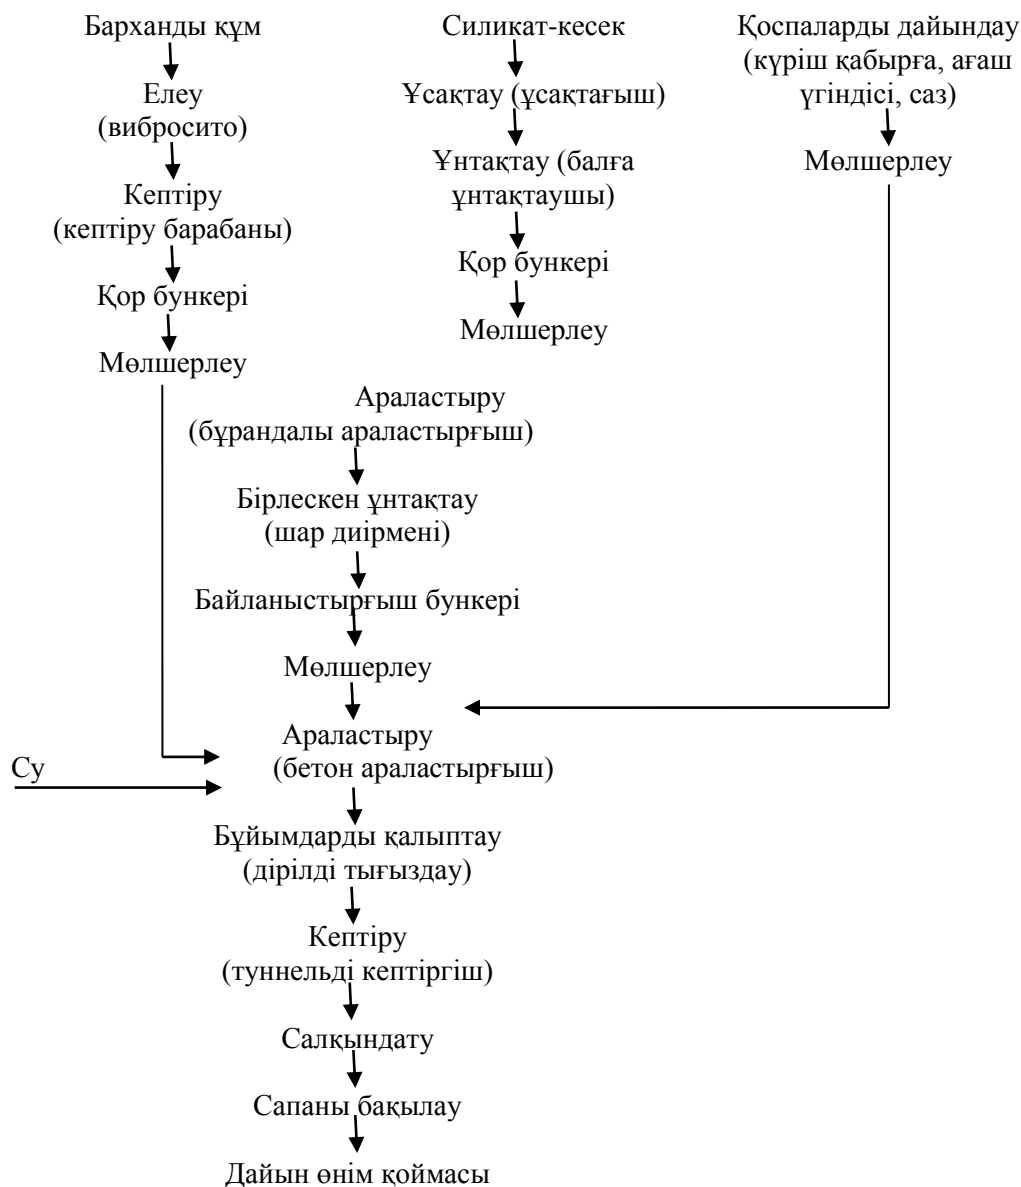 Барханды құм
Елеу
(вибросито)
Кептіру
(кептіру барабаны)
Қор бункері
Мөлшерлеу
Силикат-кесек
Ұсақтау (ұсақтағыш)
Ұнтақтау (балға
ұнтақтаушы)
Қор бункері
Мөлшерлеу
Қоспаларды дайындау
(күріш қабырға, ағаш
үгіндісі, саз)
Мөлшерлеу
Араластыру
(бұрандалы араластырғыш)
Бірлескен ұнтақтау
(шар диірмені)
Байланыстырғыш бункері
Мөлшерлеу
Араластыру
(бетон араластырғыш)
Су
Бұйымдарды қалыптау
(дірілді тығыздау)
Кептіру
(туннельді кептіргіш)
Салқындату
Сапаны бақылау
Дайын өнім қоймасы